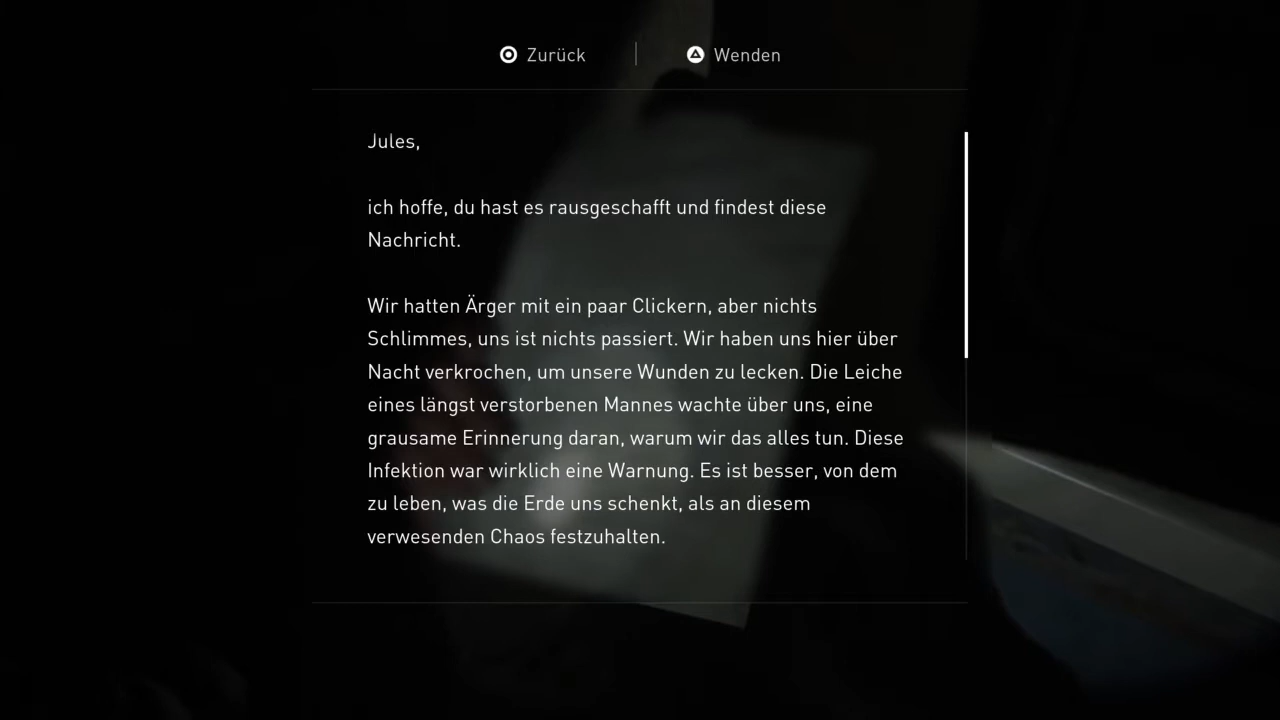 Zurück
Wenden
Jules,
ich hoffe, du hast es rausgeschafft und findest diese
Nachricht.
Wir hatten Ärger mit ein paar Clickern, aber nichts
Schlimmes, uns ist nichts passiert. Wir haben uns hier über
Nacht verkrochen, um unsere Wunden zu lecken. Die Leiche
eines längst verstorbenen Mannes wachte über uns, eine
grausame Erinnerung daran, warum wir das alles tun. Diese
Infektion war wirklich eine Warnung. Es ist besser, von dem
zu leben, was die Erde uns schenkt, als an diesem
verwesenden Chaos festzuhalten.